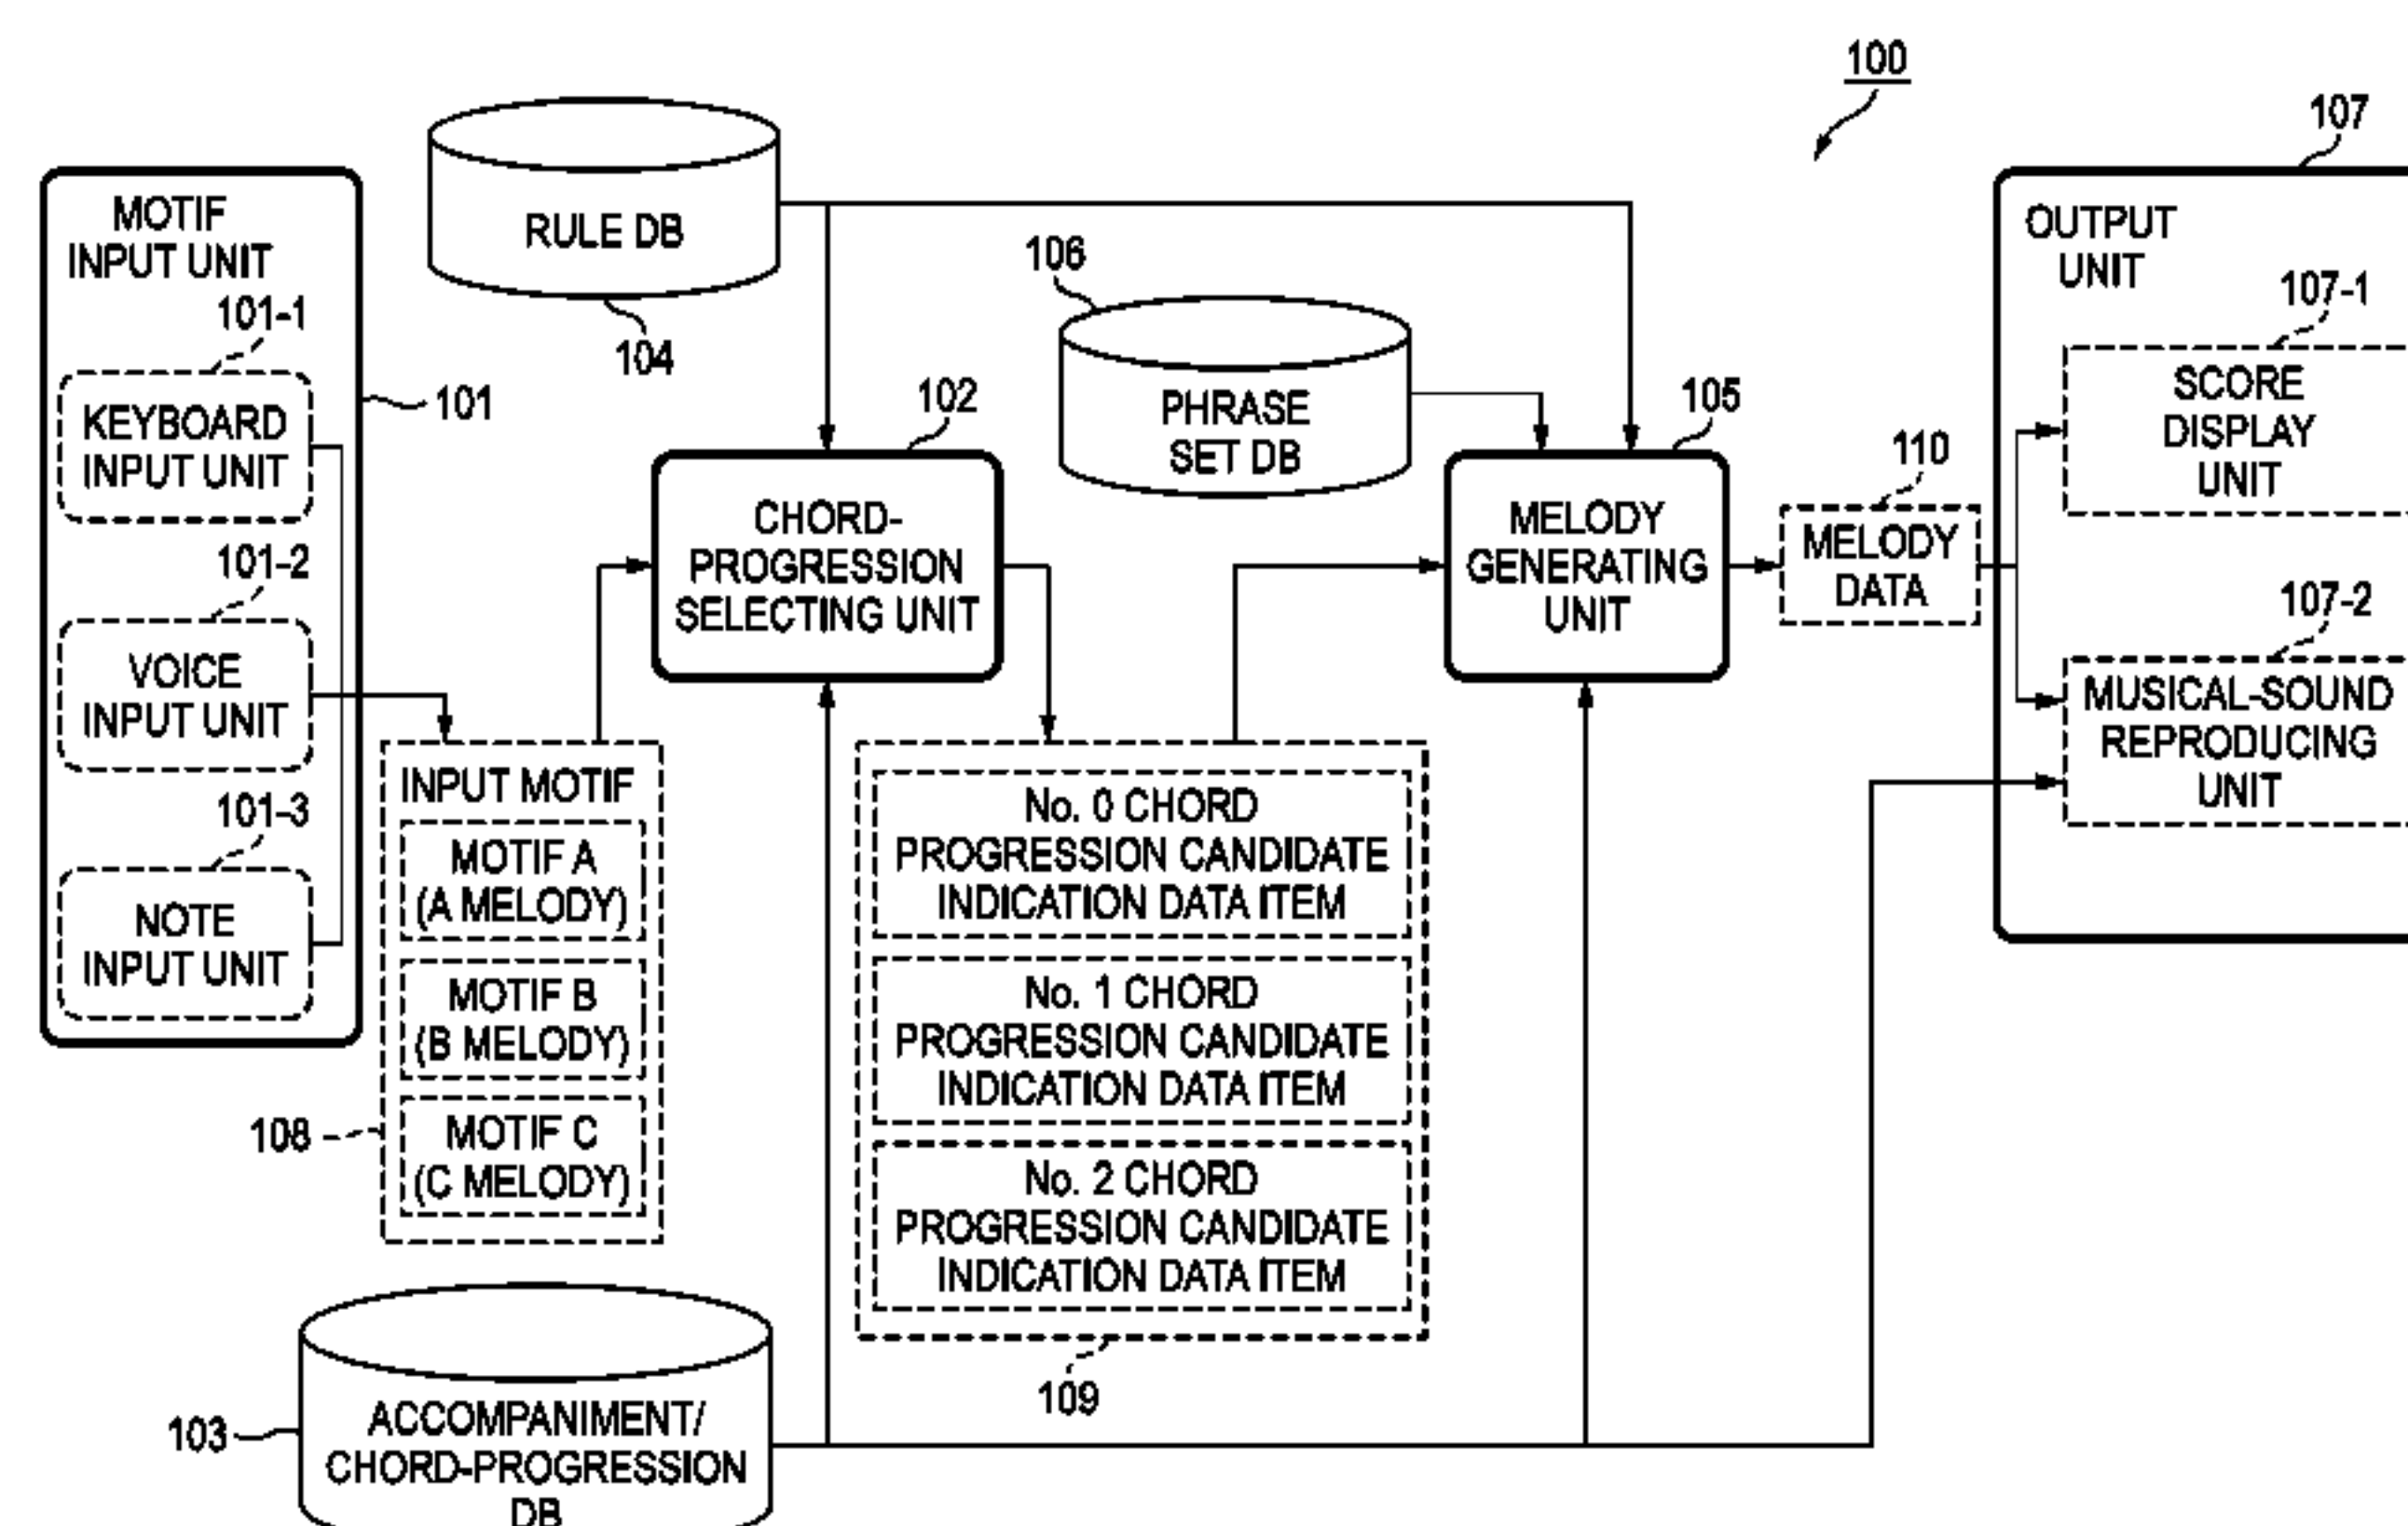 100
107
MOTIF
INPUT UNIT
101-1
KEYBOARD
INPUT UNIT
101
101-2
VOICE
INPUT UNIT
101-3
NOTE
INPUT UNIT
RULE DB
104
106
PHRASE
SET DB
102
CHORD-
PROGRESSION
SELECTING UNIT
105
MELODY
GENERATING
UNIT
110
MELODY
DATA
OUTPUT
UNIT
107-1
SCORE
DISPLAY
UNIT
107-2
MUSICAL-SOUND
REPRODUCING
UNIT
INPUT MOTIF
MOTIF A
(A MELODY)
MOTIF B
(B MELODY)
MOTIF C
(C MELODY)
108
No. 0 CHORD
PROGRESSION CANDIDATE
INDICATION DATA ITEM
No. 1 CHORD
PROGRESSION CANDIDATE
INDICATION DATA ITEM
No. 2 CHORD
PROGRESSION CANDIDATE
INDICATION DATA ITEM
109
103
ACCOMPANIMENT/
CHORD-PROGRESSION
DB